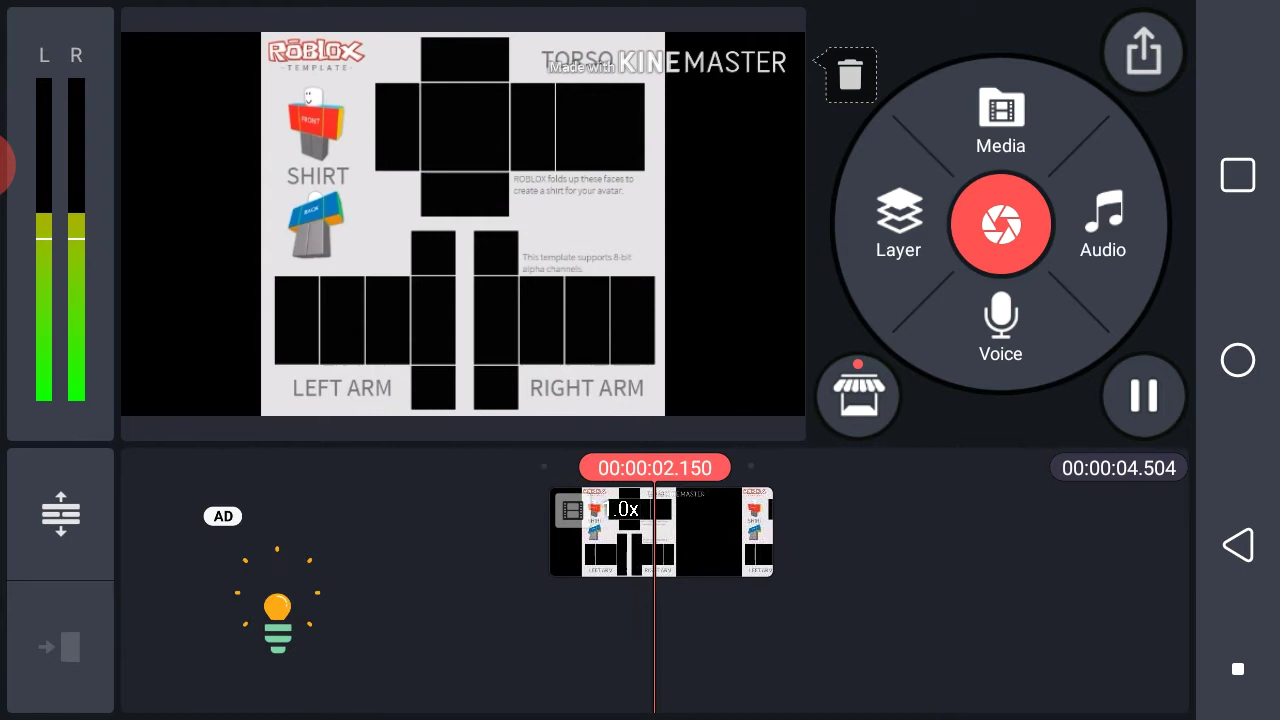 L R
ROBLOX
-TEMPLATE-
TORSO
Made with KINEMASTER
FRONT
SHIRT
ROBLOX folds up these faces to
create a shirt for your avatar.
BACK
This template supports 8-bit
alpha channels
LEFT ARM
RIGHT ARM
Media
Layer
Audio
Voice
00:00:02.150
00:00:04.504
AD
1.0x